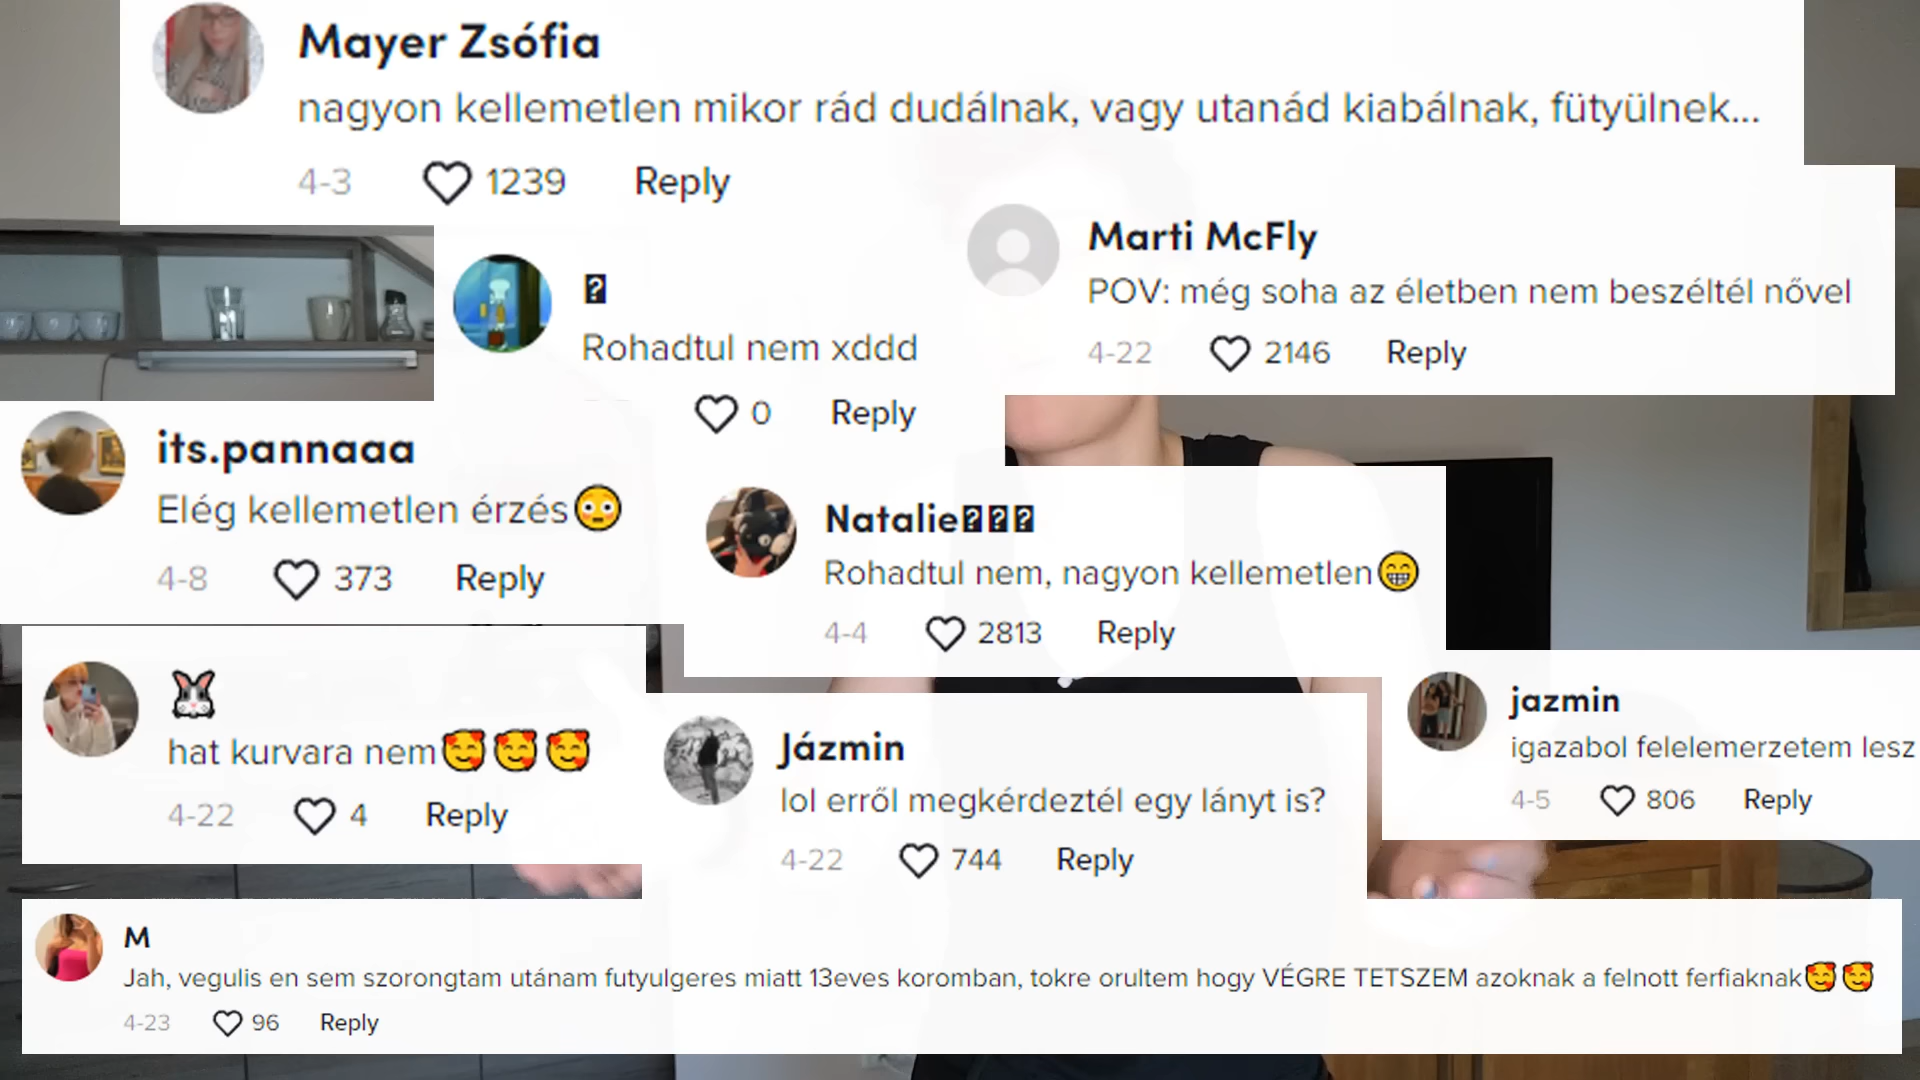 Mayer Zsófia
nagyon kellemetlen mikor rád dudálnak, vagy utanád kiabálnak, fütyülnek...
4-3 1239 Reply
Marti McFly
POV: még soha az életben nem beszéltél nővel
4-22 2146 Reply
Rohadtul nem xddd
0 Reply
its.pannaaa
Elég kellemetlen érzés😳
4-8 373 Reply
Natalie
Rohadtul nem, nagyon kellemetlen😁
4-4 2813 Reply
🐰
hat kurvara nem🥰🥰🥰
4-22 4 Reply
Jázmin
lol erről megkérdeztél egy lányt is?
4-22 744 Reply
jazmin
igazabol felelemerzetem lesz
4-5 806 Reply
M
Jah, vegulis en sem szorongtam utánam futyulgeres miatt 13eves koromban, tokre orultem hogy VÉGRE TETSZEM azoknak a felnott ferfiaknak🥰🥰
4-23 96 Reply